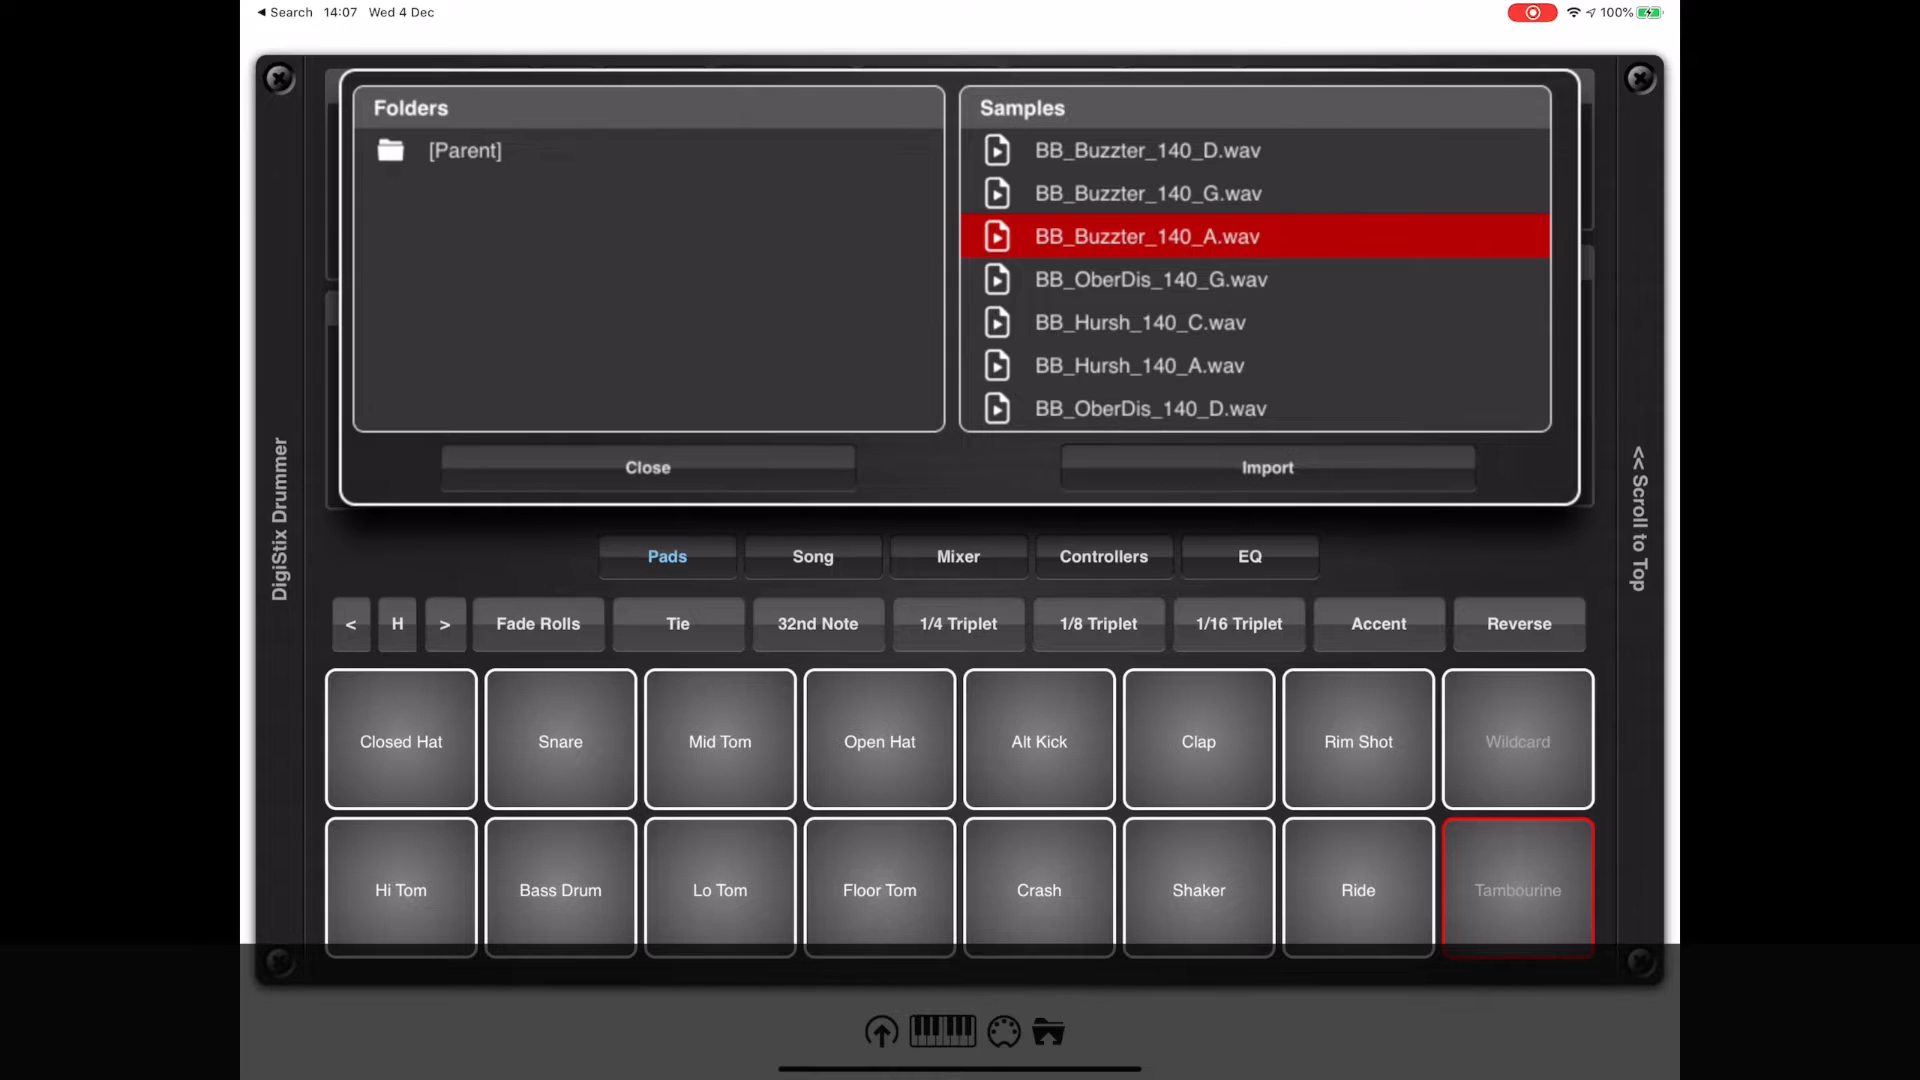 ◀ Search 14:07 Wed 4 Dec
100%
Folders
[Parent]
Samples
BB_Buzzter_140_D.wav
BB_Buzzter_140_G.wav
BB_Buzzter_140_A.wav
BB_OberDis_140_G.wav
BB_Hursh_140_C.wav
BB_Hursh_140_A.wav
BB_OberDis_140_D.wav
Close
Import
DigiStix Drummer
<< Scroll to Top
Pads Song Mixer Controllers EQ
< H > Fade Rolls Tie 32nd Note 1/4 Triplet 1/8 Triplet 1/16 Triplet Accent Reverse
Closed Hat Snare Mid Tom Open Hat Alt Kick Clap Rim Shot Wildcard
Hi Tom Bass Drum Lo Tom Floor Tom Crash Shaker Ride Tambourine